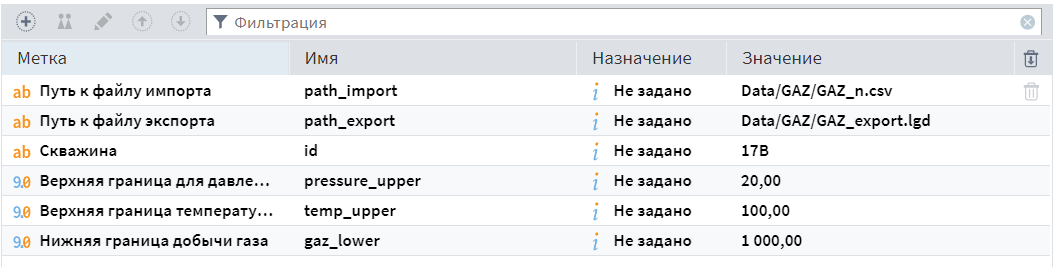 Фильтрация
Метка Имя Назначение Значение
ab Путь к файлу импорта path_import i Не задано Data/GAZ/GAZ_n.csv
ab Путь к файлу экспорта path_export i Не задано Data/GAZ/GAZ_export.lgd
ab Скважина id i Не задано 17B
9.0 Верхняя граница для давле... pressure_upper i Не задано 20,00
9.0 Верхняя граница температу... temp_upper i Не задано 100,00
9.0 Нижняя граница добычи газа gaz_lower i Не задано 1 000,00